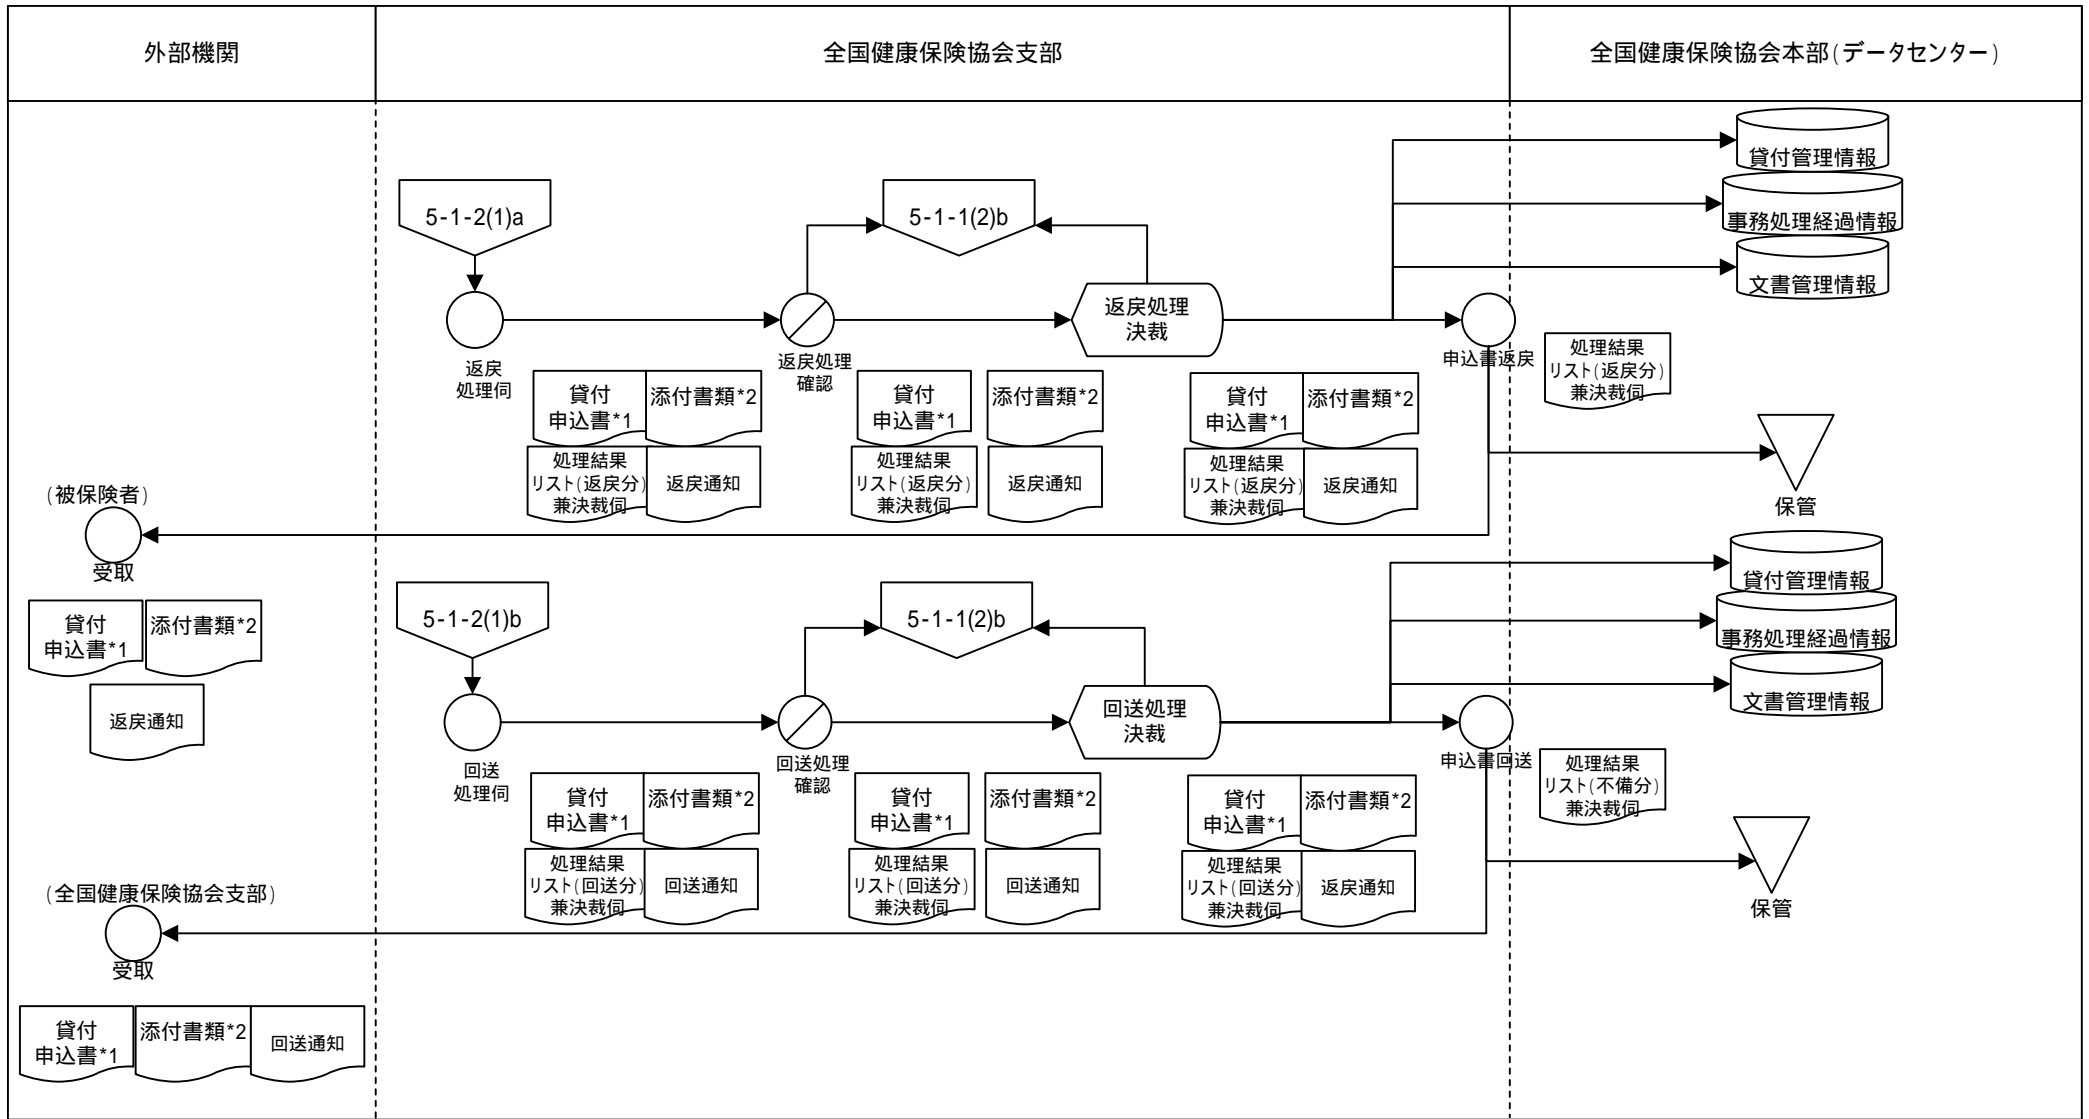 外部機関
全国健康保険協会支部
全国健康保険協会本部(データセンター)
5-1-2(1)a
5-1-1(2)b
貸付管理情報
事務処理経過情報
文書管理情報
返戻
処理伺
返戻処理
確認
返戻処理
決裁
申込書返戻
処理結果
リスト(返戻分)
兼決裁伺
貸付
申込書*1
添付書類*2
処理結果
リスト(返戻分)
兼決裁伺
返戻通知
貸付
申込書*1
添付書類*2
処理結果
リスト(返戻分)
兼決裁伺
返戻通知
貸付
申込書*1
添付書類*2
処理結果
リスト(返戻分)
兼決裁伺
返戻通知
保管
(被保険者)
受取
貸付
申込書*1
添付書類*2
返戻通知
5-1-2(1)b
5-1-1(2)b
貸付管理情報
事務処理経過情報
文書管理情報
回送
処理伺
回送処理
確認
回送処理
決裁
申込書回送
処理結果
リスト(不備分)
兼決裁伺
貸付
申込書*1
添付書類*2
処理結果
リスト(回送分)
兼決裁伺
回送通知
貸付
申込書*1
添付書類*2
処理結果
リスト(回送分)
兼決裁伺
回送通知
貸付
申込書*1
添付書類*2
処理結果
リスト(回送分)
兼決裁伺
返戻通知
保管
(全国健康保険協会支部)
受取
貸付
申込書*1
添付書類*2
回送通知